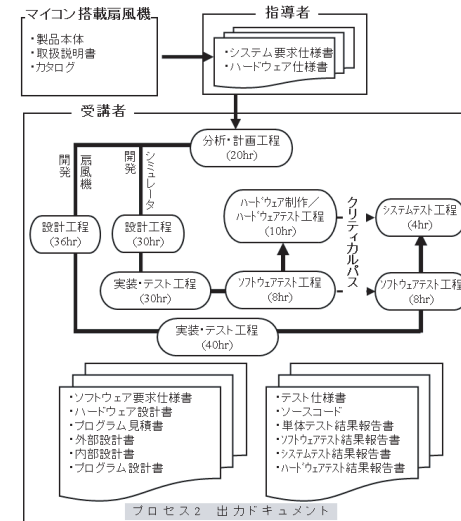 マイコン搭載扇風機
・製品本体
・取扱説明書
・カタログ
指導者
・システム要求仕様書
・ハードウェア仕様書
受講者
分析・計画工程
(20hr)
扇風機
開発
シミュレータ
開発
設計工程
(36hr)
設計工程
(30hr)
ハードウェア制作／
ハードウェアテスト工程
(10hr)
クリティカルパス
システムテスト工程
(4hr)
実装・テスト工程
(30hr)
ソフトウェアテスト工程
(8hr)
ソフトウェアテスト工程
(8hr)
実装・テスト工程
(40hr)
・ソフトウェア要求仕様書
・ハードウェア設計書
・プログラム見積書
・外部設計書
・内部設計書
・プログラム設計書
・テスト仕様書
・ソースコード
・単体テスト結果報告書
・ソフトウェアテスト結果報告書
・システムテスト結果報告書
・ハードウェアテスト結果報告書
プロセス2 出力ドキュメント